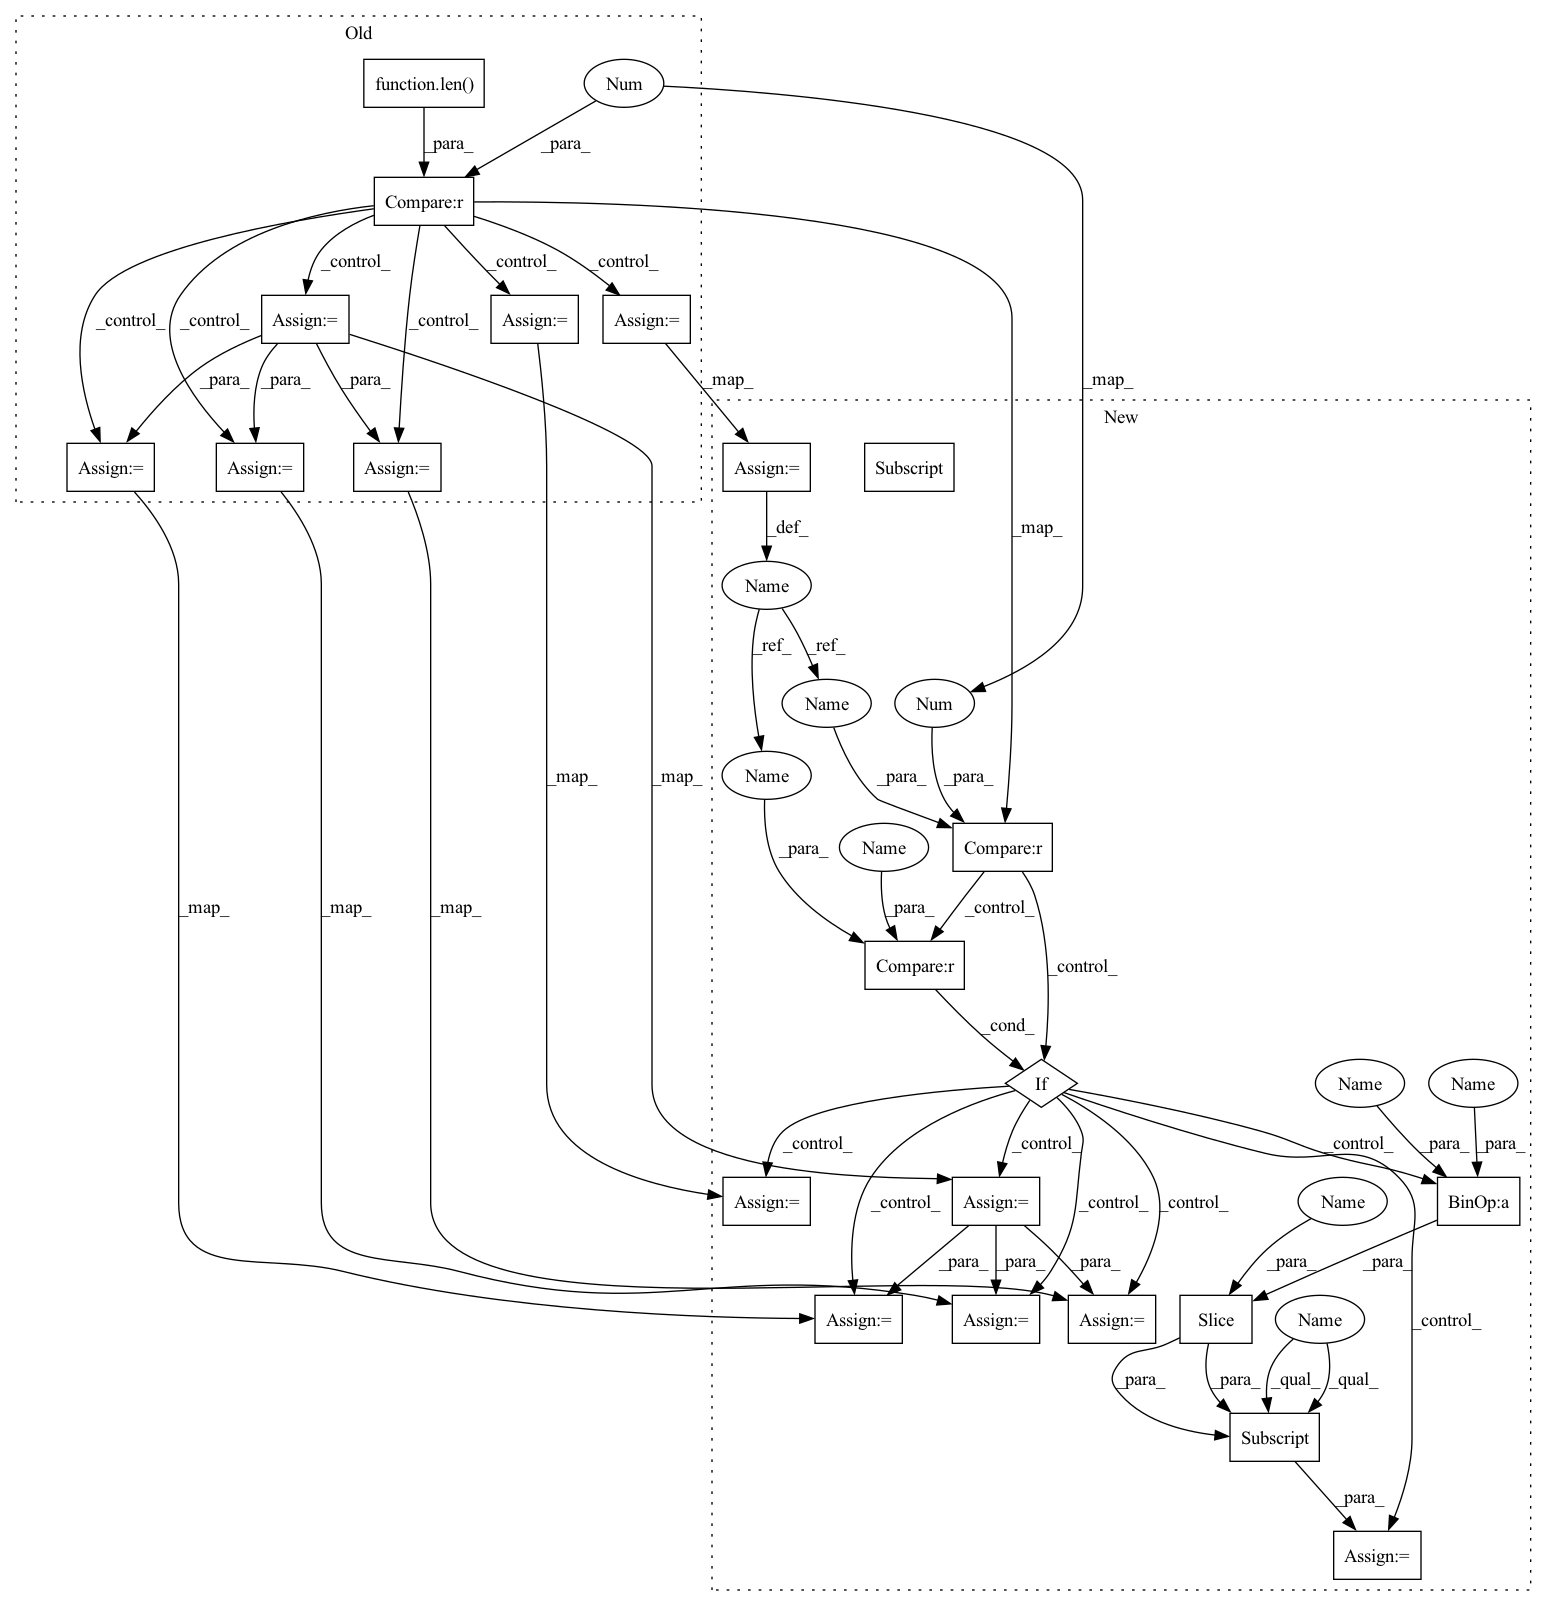 Old
function.len()
Num
_para_
_para_
Compare:r
_control_
_control_
_control_
_control_
_control_
_control_
Assign:=
Assign:=
Assign:=
_para_
_para_
_para_
_map_
_map_
New
Assign:=
Assign:=
Assign:=
Assign:=
Subscript
_def_
_map_
Name
_ref_
_ref_
Name
Num
Name
_map_
_map_
_para_
_para_
_para_
Name
Compare:r
_map_
_map_
_map_
_para_
_control_
Compare:r
_control_
_cond_
If
Name
Name
_control_
_control_
_control_
_para_
_para_
Assign:=
Assign:=
Name
BinOp:a
_control_
_control_
_control_
_para_
_para_
_para_
_para_
_para_
Assign:=
Assign:=
Assign:=
Slice
Name
_control_
_para_
_para_
_qual_
_qual_
Subscript
_para_
Assign:=